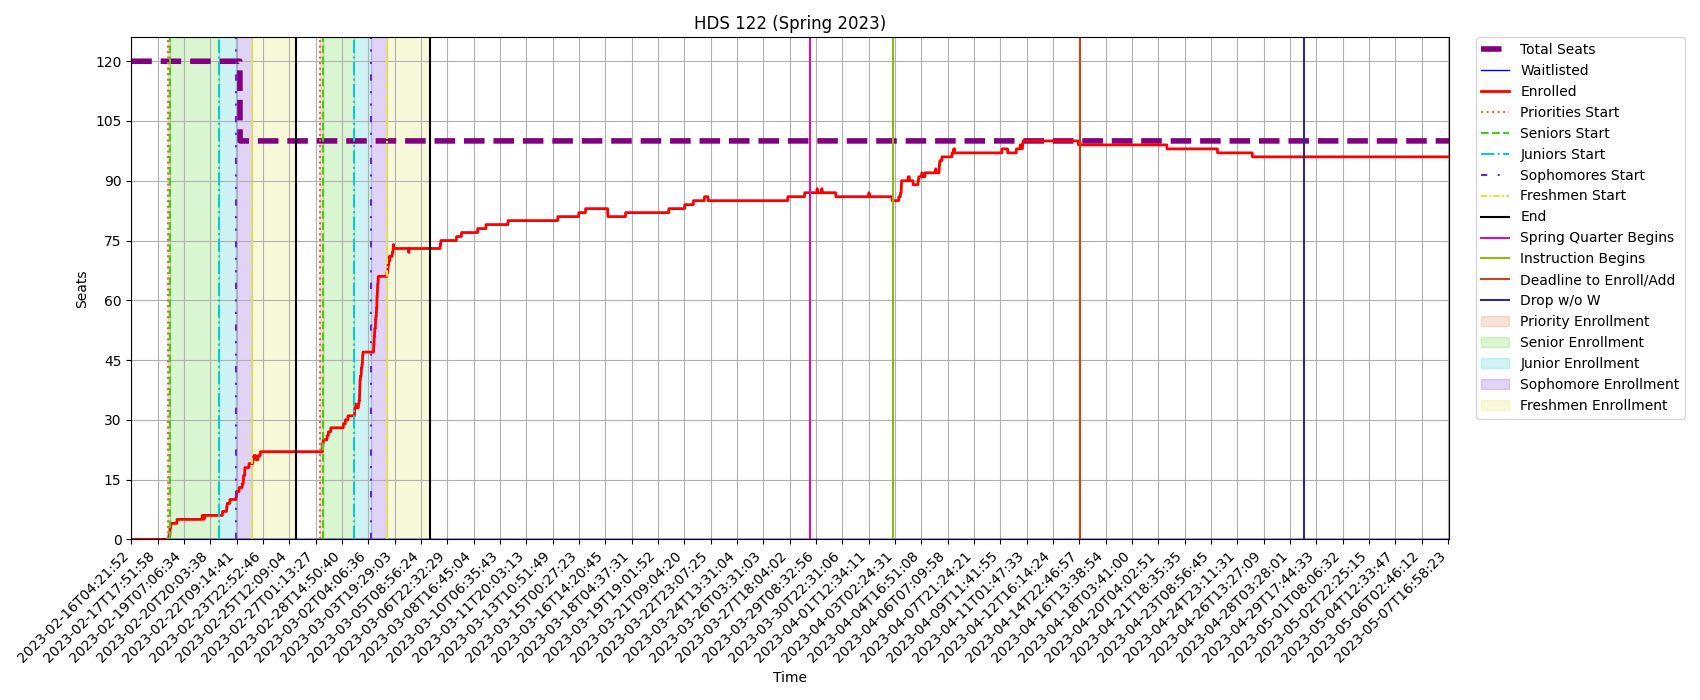 HDS 122 (Spring 2023)
Seats
120
105
90
75
60
45
30
15
0
2023-02-16T04:21:52
2023-02-17T17:51:58
2023-02-19T07:06:34
2023-02-20T20:03:38
2023-02-22T09:14:41
2023-02-23T22:52:46
2023-02-25T12:09:04
2023-02-27T01:13:27
2023-02-28T14:50:40
2023-03-02T04:06:36
2023-03-03T19:29:03
2023-03-05T08:56:24
2023-03-06T22:32:29
2023-03-08T16:45:04
2023-03-10T06:35:43
2023-03-11T20:03:13
2023-03-13T10:51:49
2023-03-15T00:27:23
2023-03-16T14:20:45
2023-03-18T04:37:31
2023-03-19T19:01:52
2023-03-21T09:04:20
2023-03-22T23:07:25
2023-03-24T13:31:04
2023-03-26T03:31:03
2023-03-27T18:04:02
2023-03-29T08:32:56
2023-03-30T22:31:06
2023-04-01T12:34:11
2023-04-03T02:24:31
2023-04-04T16:51:08
2023-04-06T07:09:58
2023-04-07T21:24:21
2023-04-09T11:41:55
2023-04-11T01:47:33
2023-04-12T16:14:24
2023-04-14T22:46:57
2023-04-16T13:38:54
2023-04-18T03:41:00
2023-04-20T04:02:51
2023-04-21T18:35:35
2023-04-23T08:56:45
2023-04-24T23:11:31
2023-04-26T13:27:09
2023-04-28T03:28:01
2023-04-29T17:44:33
2023-05-01T08:06:32
2023-05-02T22:25:15
2023-05-04T12:33:47
2023-05-06T02:46:12
2023-05-07T16:58:23
Time
Total Seats
Waitlisted
Enrolled
Priorities Start
Seniors Start
Juniors Start
Sophomores Start
Freshmen Start
End
Spring Quarter Begins
Instruction Begins
Deadline to Enroll/Add
Drop w/o W
Priority Enrollment
Senior Enrollment
Junior Enrollment
Sophomore Enrollment
Freshmen Enrollment